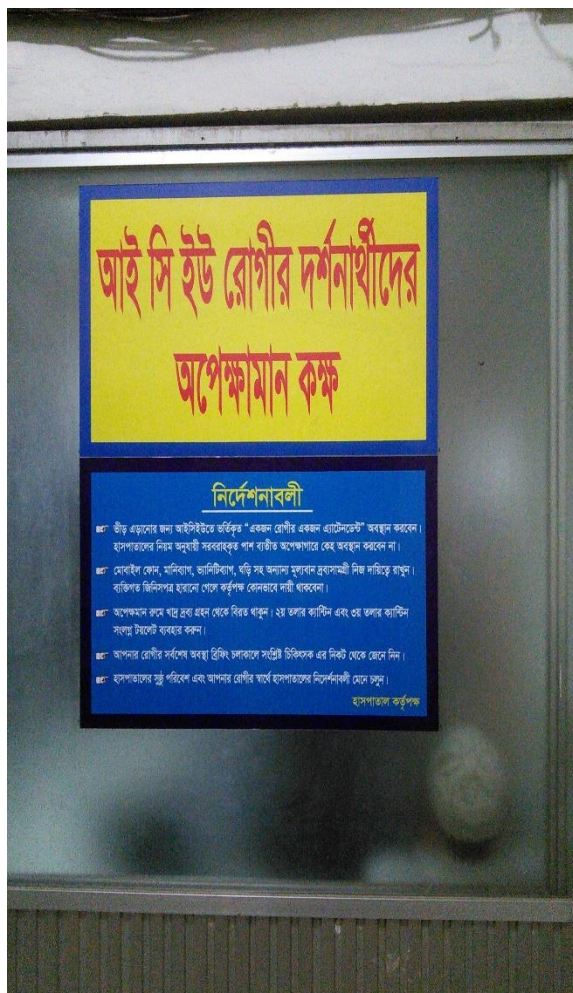 আই সি ইউ রোগীর দর্শনার্থীদের
অপেক্ষামান কক্ষ
নির্দেশনাবলী
ভীড় এড়ানোর জন্য আইসিইউতে ভর্তিকৃত "একজন রোগীর একজন এ্যাটেনডেন্ট" অবস্থান করবেন।
হাসপাতালের নিয়ম অনুযায়ী সরবরাহকৃত পাশ ব্যতীত অপেক্ষাগারে কেহ অবস্থান করবেন না।
মোবাইল ফোন, মানিব্যাগ, ভ্যানিটিব্যাগ, ঘড়ি সহ অন্যান্য মূল্যবান দ্রব্যসামগ্রী নিজ দায়িত্বে রাখুন।
ব্যক্তিগত জিনিসপত্র হারানো গেলে কর্তৃপক্ষ কোনভাবে দায়ী থাকবেনা।
অপেক্ষমান রুমে খাদ্র দ্রব্য গ্রহন থেকে বিরত থাকুন। ২য় তলার ক্যান্টিন এবং ৩য় তলার ক্যান্টিন
সংলগ্ন টয়লেট ব্যবহার করুন।
আপনার রোগীর সর্বশেষ অবস্থা ব্রিফিং চলাকালে সংশ্লিষ্ট চিকিৎসক এর নিকট থেকে জেনে নিন।
হাসপাতালের সুষ্ঠু পরিবেশ এবং আপনার রোগীর স্বার্থে হাসপাতালের নির্দেশনাবলী মেনে চলুন।
হাসপাতাল কর্তৃপক্ষ